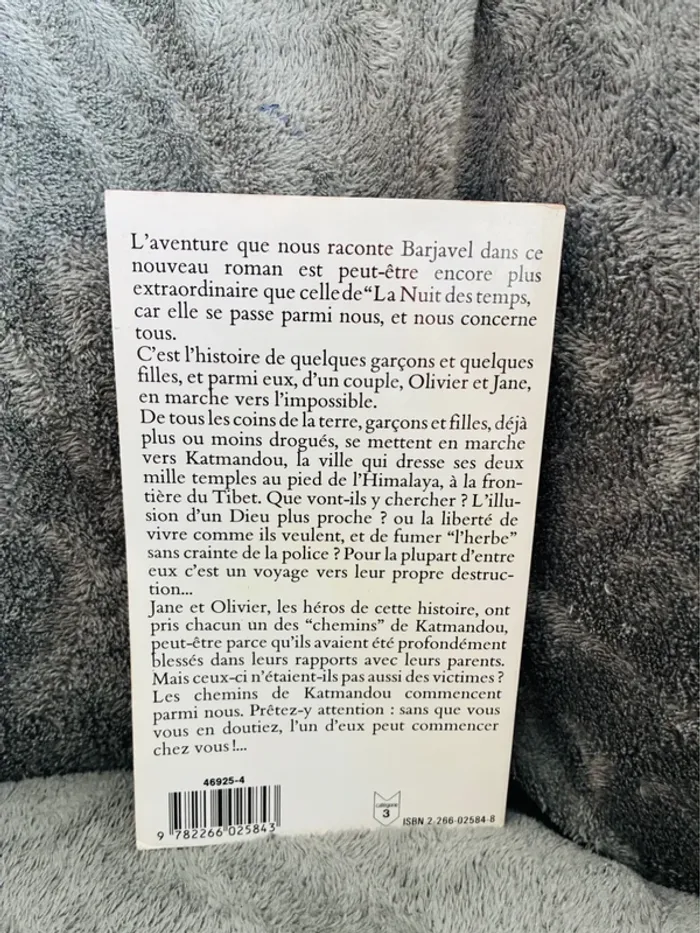 L'aventure que nous raconte Barjavel dans ce
nouveau roman est peut-être encore plus
extraordinaire que celle de “La Nuit des temps,
car elle se passe parmi nous, et nous concerne
tous.
C'est l'histoire de quelques garçons et quelques
filles, et parmi eux, d'un couple, Olivier et Jane,
en marche vers l'impossible.
De tous les coins de la terre, garçons et filles, déjà
plus ou moins drogués, se mettent en marche
vers Katmandou, la ville qui dresse ses deux
mille temples au pied de l'Himalaya, à la fron-
tière du Tibet. Que vont-ils y chercher ? L'illu-
sion d'un Dieu plus proche ? ou la liberté de
vivre comme ils veulent, et de fumer “l'herbe”
sans crainte de la police ? Pour la plupart d'entre
eux c'est un voyage vers leur propre destruc-
tion...
Jane et Olivier, les héros de cette histoire, ont
pris chacun un des “chemins” de Katmandou,
peut-être parce qu'ils avaient été profondément
blessés dans leurs rapports avec leurs parents.
Mais ceux-ci n'étaient-ils pas aussi des victimes ?
Les chemins de Katmandou commencent
parmi nous. Prêtez-y attention : sans que vous
vous en doutiez, l'un d'eux peut commencer
chez vous !...
46925-4
9 782266 025843
catégorie
3
ISBN 2-266-02584-8